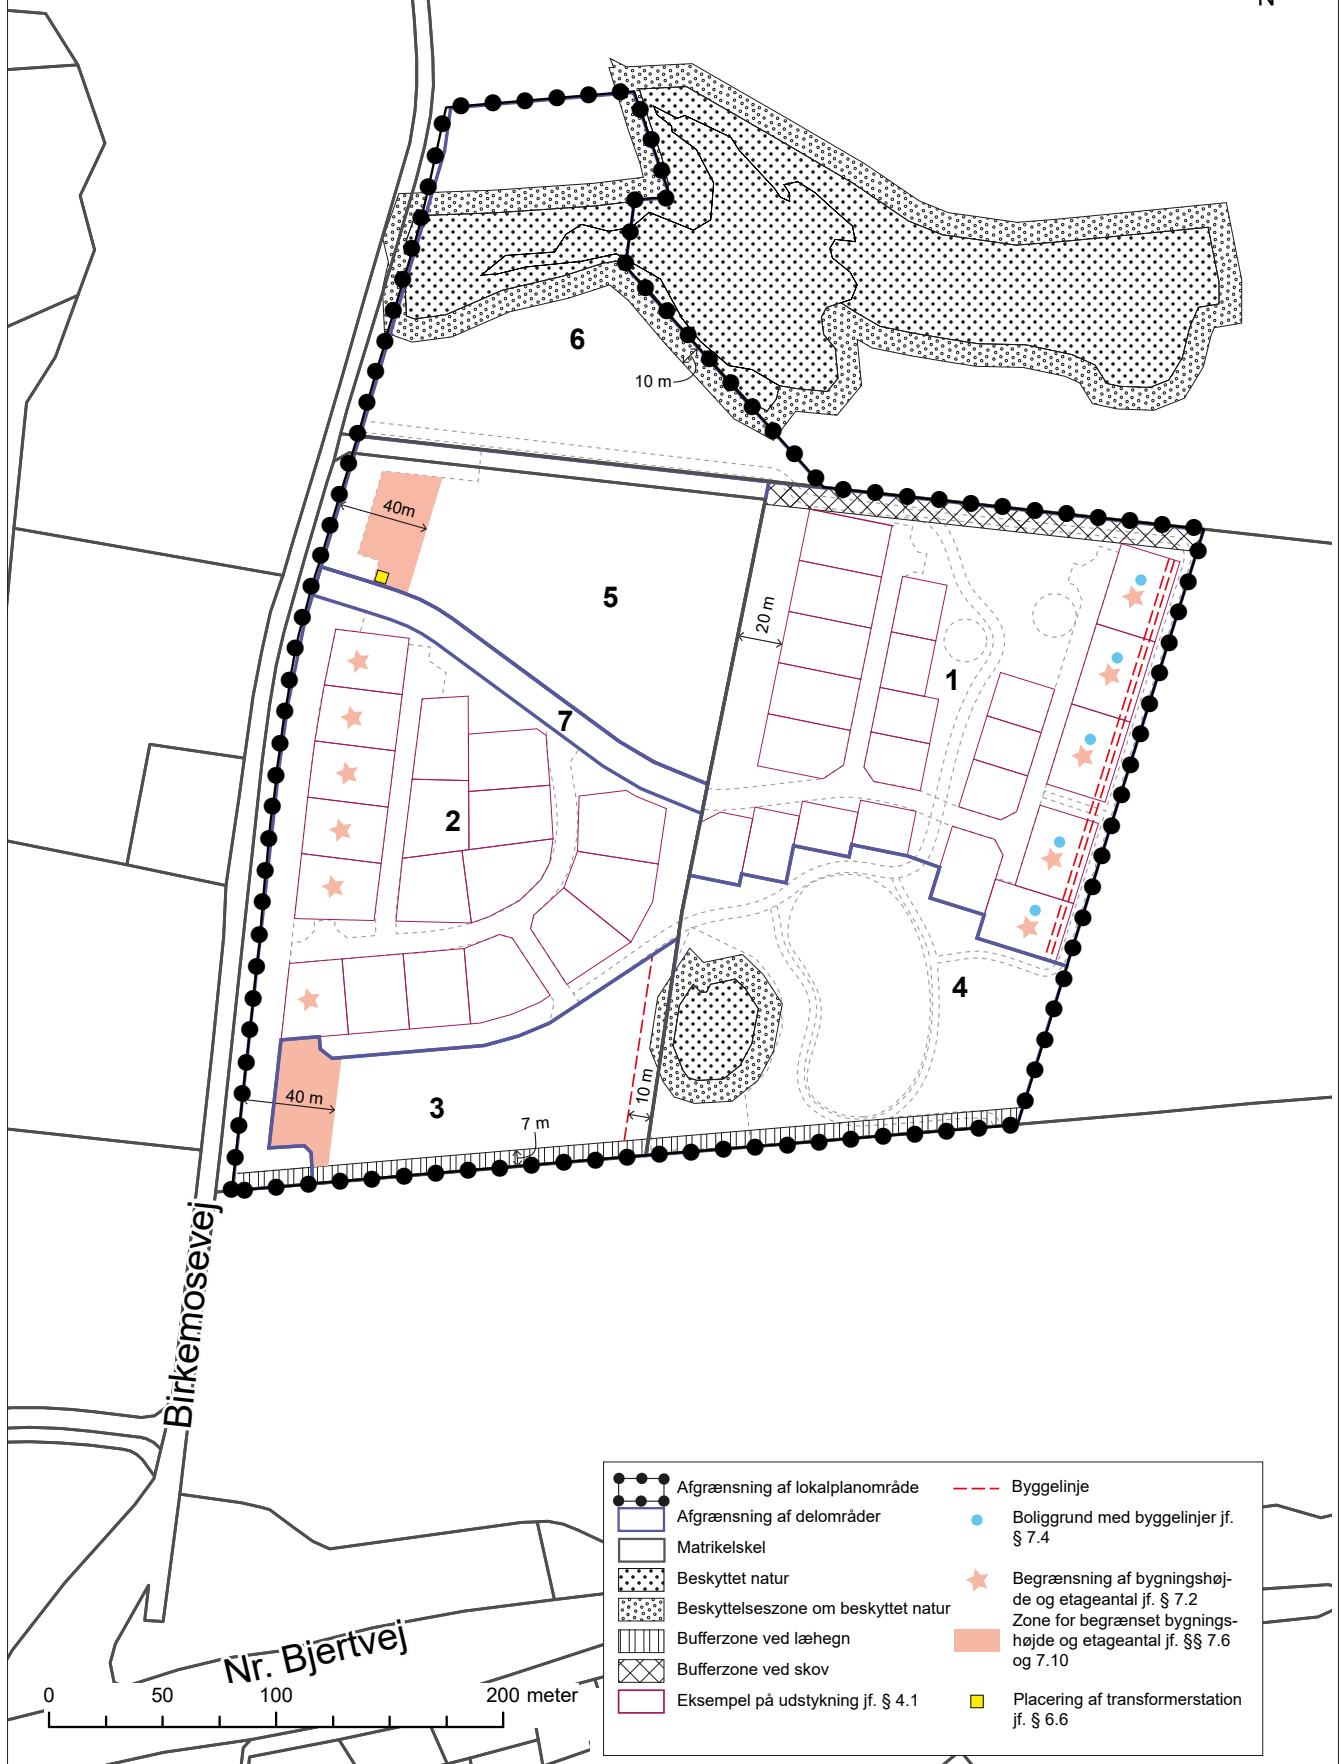 N
6
10 m
40m
5
20 m
1
7
2
4
10 m
40 m
3
7 m
Birkemosevej
Nr. Bjertvej
0 50 100 200 meter
Afgrænsning af lokalplanområde
Afgrænsning af delområder
Matrikelskel
Beskyttet natur
Beskyttelseszone om beskyttet natur
Bufferzone ved læhegn
Bufferzone ved skov
Eksempel på udstykning jf. § 4.1
Byggelinje
Boliggrund med byggelinjer jf.
§ 7.4
Begrænsning af bygningshøj-
de og etageantal jf. § 7.2
Zone for begrænset bygnings-
højde og etageantal jf. §§ 7.6
og 7.10
Placering af transformerstation
jf. § 6.6